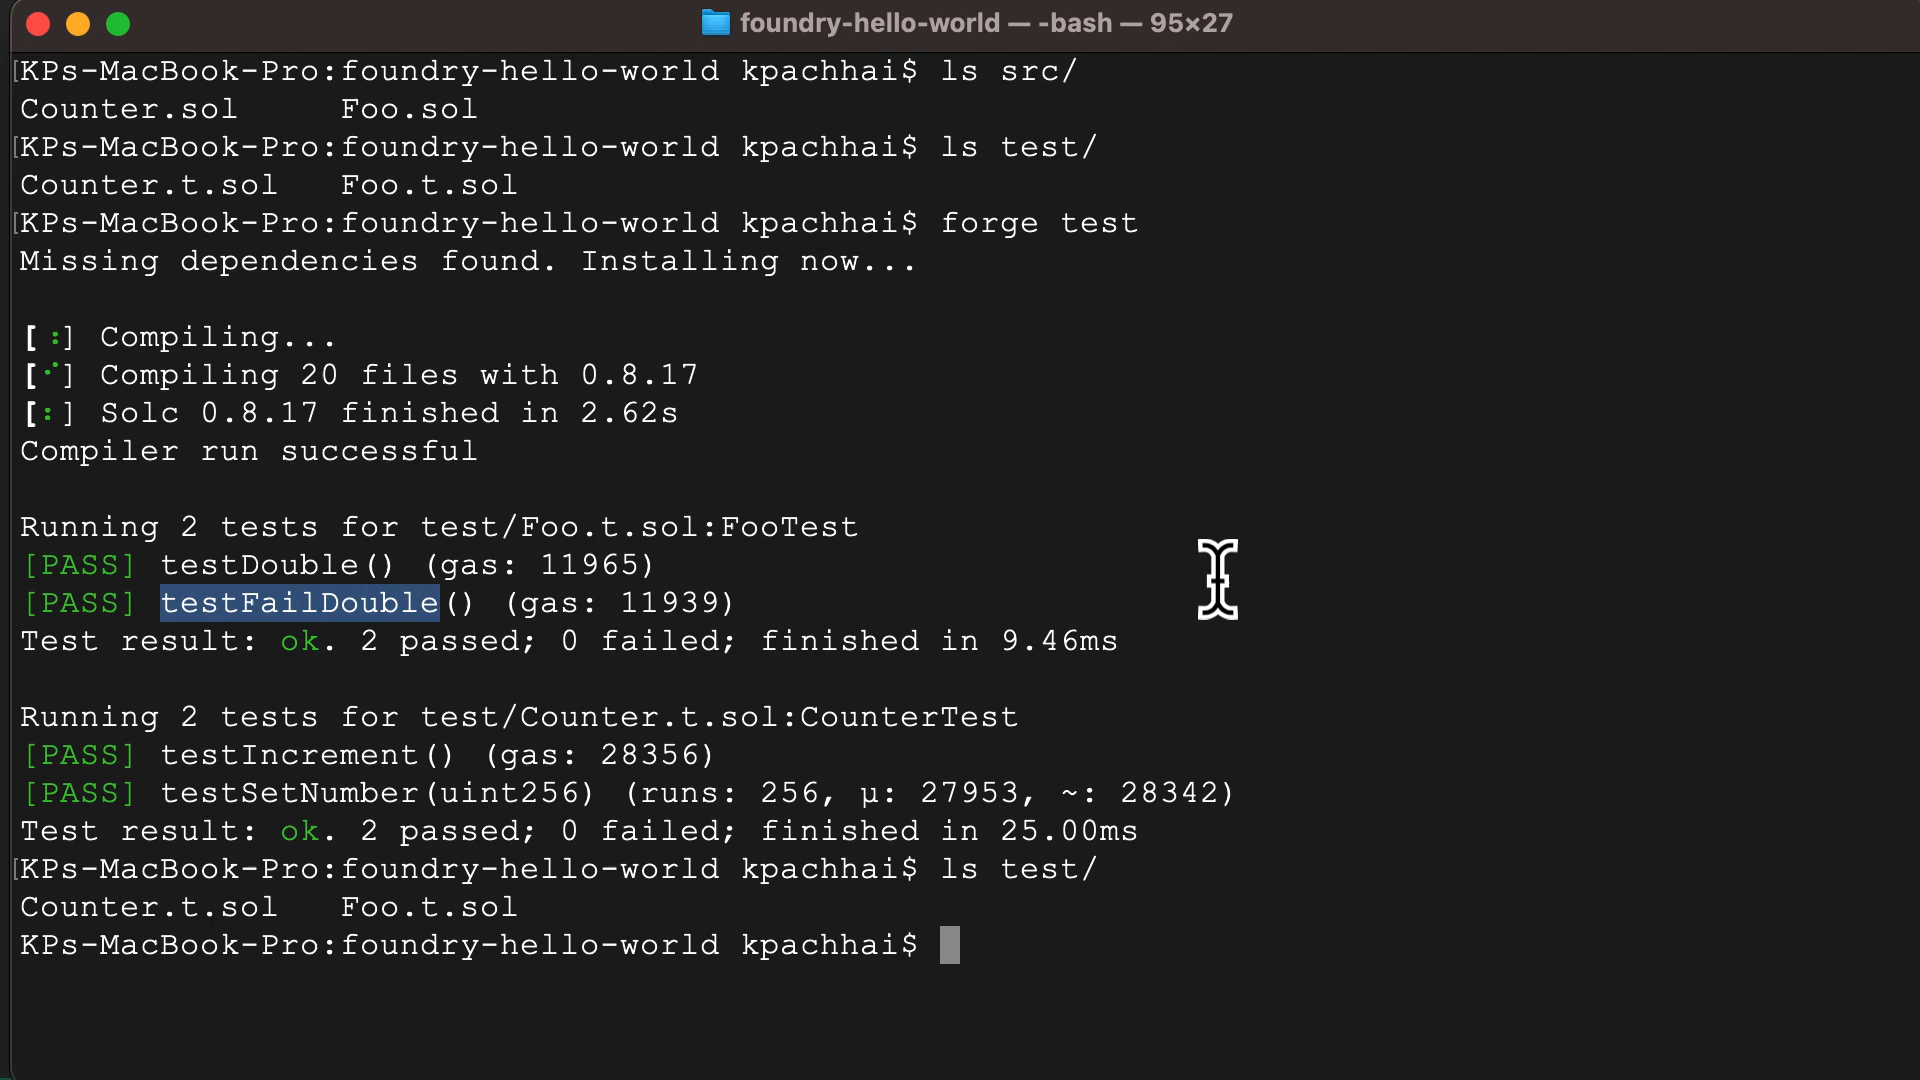 foundry-hello-world — -bash — 95×27
KPs-MacBook-Pro:foundry-hello-world kpachhai$ ls src/
Counter.sol     Foo.sol
KPs-MacBook-Pro:foundry-hello-world kpachhai$ ls test/
Counter.t.sol   Foo.t.sol
KPs-MacBook-Pro:foundry-hello-world kpachhai$ forge test
Missing dependencies found. Installing now...
[⠰] Compiling...
[⠊] Compiling 20 files with 0.8.17
[⠆] Solc 0.8.17 finished in 2.62s
Compiler run successful
Running 2 tests for test/Foo.t.sol:FooTest
[PASS] testDouble() (gas: 11965)
[PASS] testFailDouble() (gas: 11939)
Test result: ok. 2 passed; 0 failed; finished in 9.46ms
Running 2 tests for test/Counter.t.sol:CounterTest
[PASS] testIncrement() (gas: 28356)
[PASS] testSetNumber(uint256) (runs: 256, μ: 27953, ~: 28342)
Test result: ok. 2 passed; 0 failed; finished in 25.00ms
KPs-MacBook-Pro:foundry-hello-world kpachhai$ ls test/
Counter.t.sol   Foo.t.sol
KPs-MacBook-Pro:foundry-hello-world kpachhai$